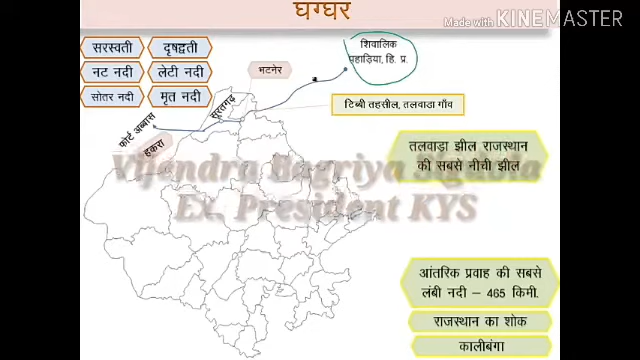 घग्घर
Made with KINEMASTER
सरस्वती
दृषद्वती
शिवालिक
पहाड़िया, हि. प्र.
नट नदी
लेटी नदी
भटनेर
सोतर नदी
मृत नदी
सूरतगढ़
टिब्बी तहसील, तलवाडा गाँव
फोर्ट अब्बास
हकरा
तलवाड़ा झील राजस्थान
की सबसे नीची झील
Vijendra Bagriya
Ex. President KYS
आंतरिक प्रवाह की सबसे
लंबी नदी – 465 किमी.
राजस्थान का शोक
कालीबंगा